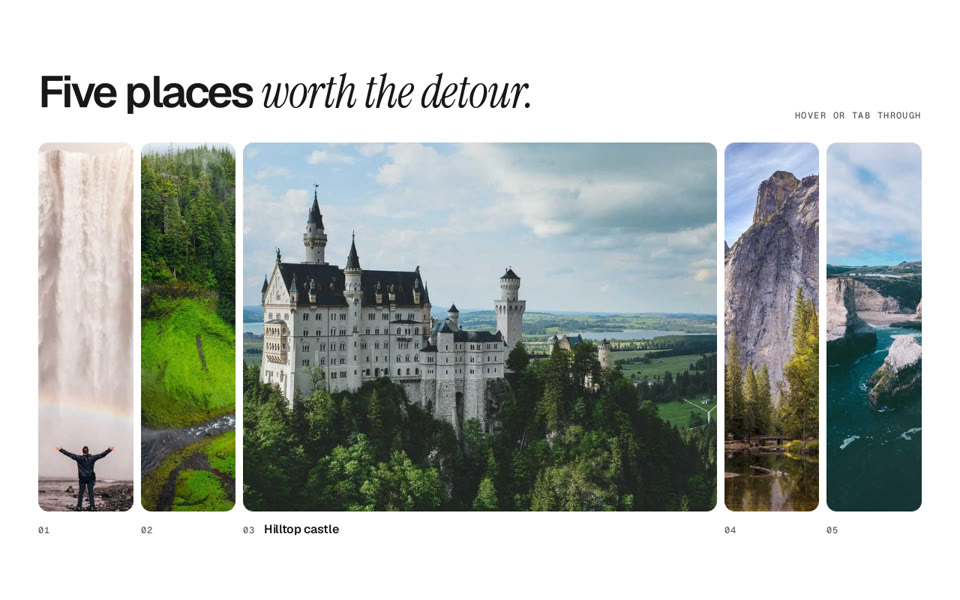 Five places worth the detour.
HOVER OR TAB THROUGH
01
02
03 Hilltop castle
04
05